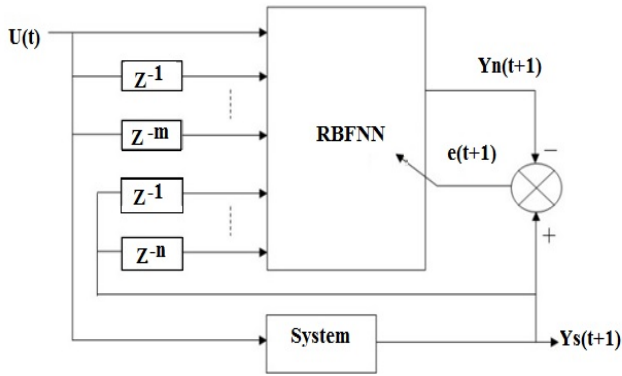 U(t)
Z-1
Z-m
Z-1
Z-n
RBFNN
Yn(t+1)
e(t+1)
−
+
System
Ys(t+1)